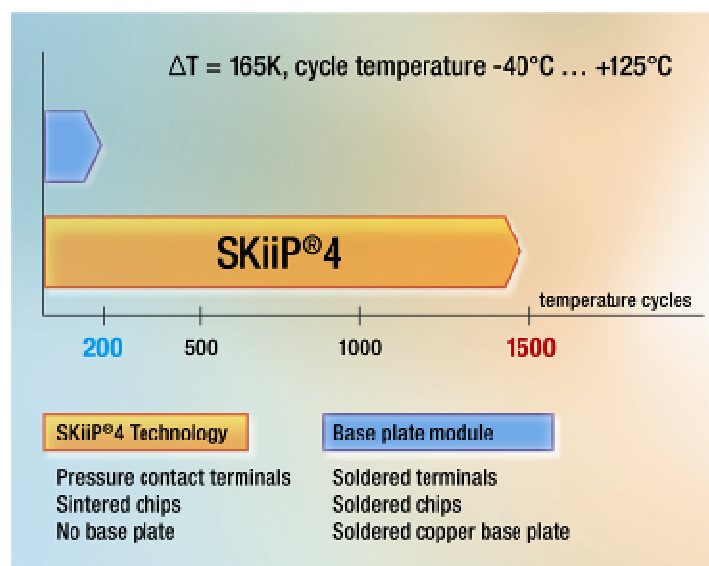 ΔT = 165K, cycle temperature -40°C ... +125°C
SKiiP®4
temperature cycles
200 500 1000 1500
SKiiP®4 Technology
Pressure contact terminals
Sintered chips
No base plate
Base plate module
Soldered terminals
Soldered chips
Soldered copper base plate